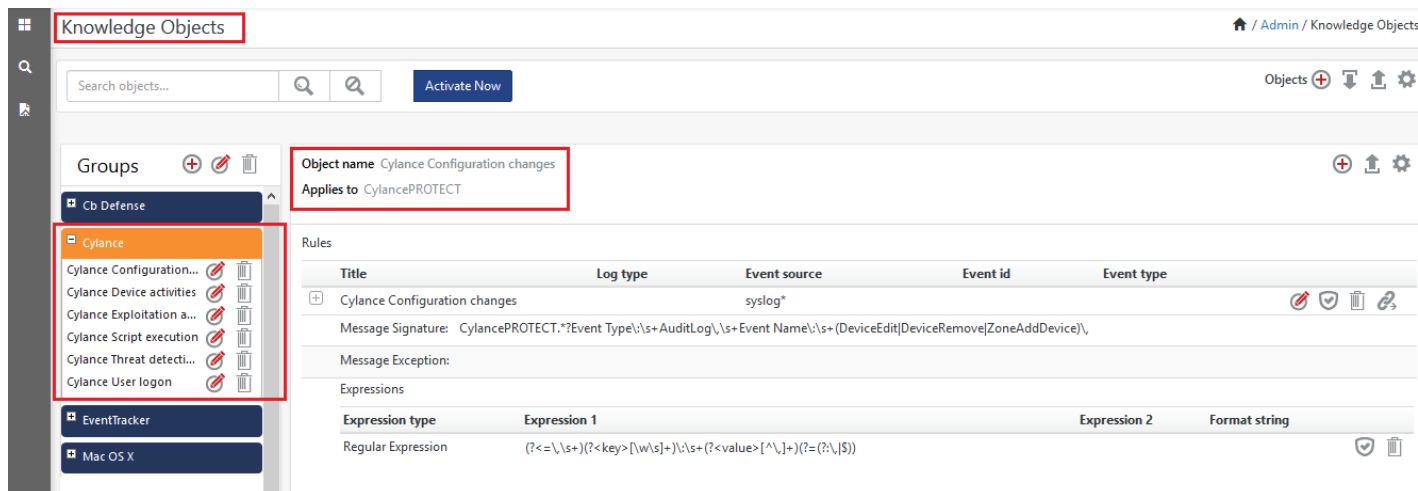 Knowledge Objects
/ Admin / Knowledge Objects
Search objects...
Activate Now
Objects
Groups
Cb Defense
Cylance
Cylance Configuration...
Cylance Device activities
Cylance Exploitation a...
Cylance Script execution
Cylance Threat detecti...
Cylance User logon
EventTracker
Mac OS X
Object name Cylance Configuration changes
Applies to CylancePROTECT
Rules
Title Log type Event source Event id Event type
Cylance Configuration changes syslog*
Message Signature: CylancePROTECT.*?Event Type\:\s+AuditLog\,\s+Event Name\:\s+(DeviceEdit|DeviceRemove|ZoneAddDevice)\,
Message Exception:
Expressions
Expression type Expression 1 Expression 2 Format string
Regular Expression (?<=\,\s+)(?<key>[\w\s]+)\:\s+(?<value>[^\,]+)(?=(?:\,|$))